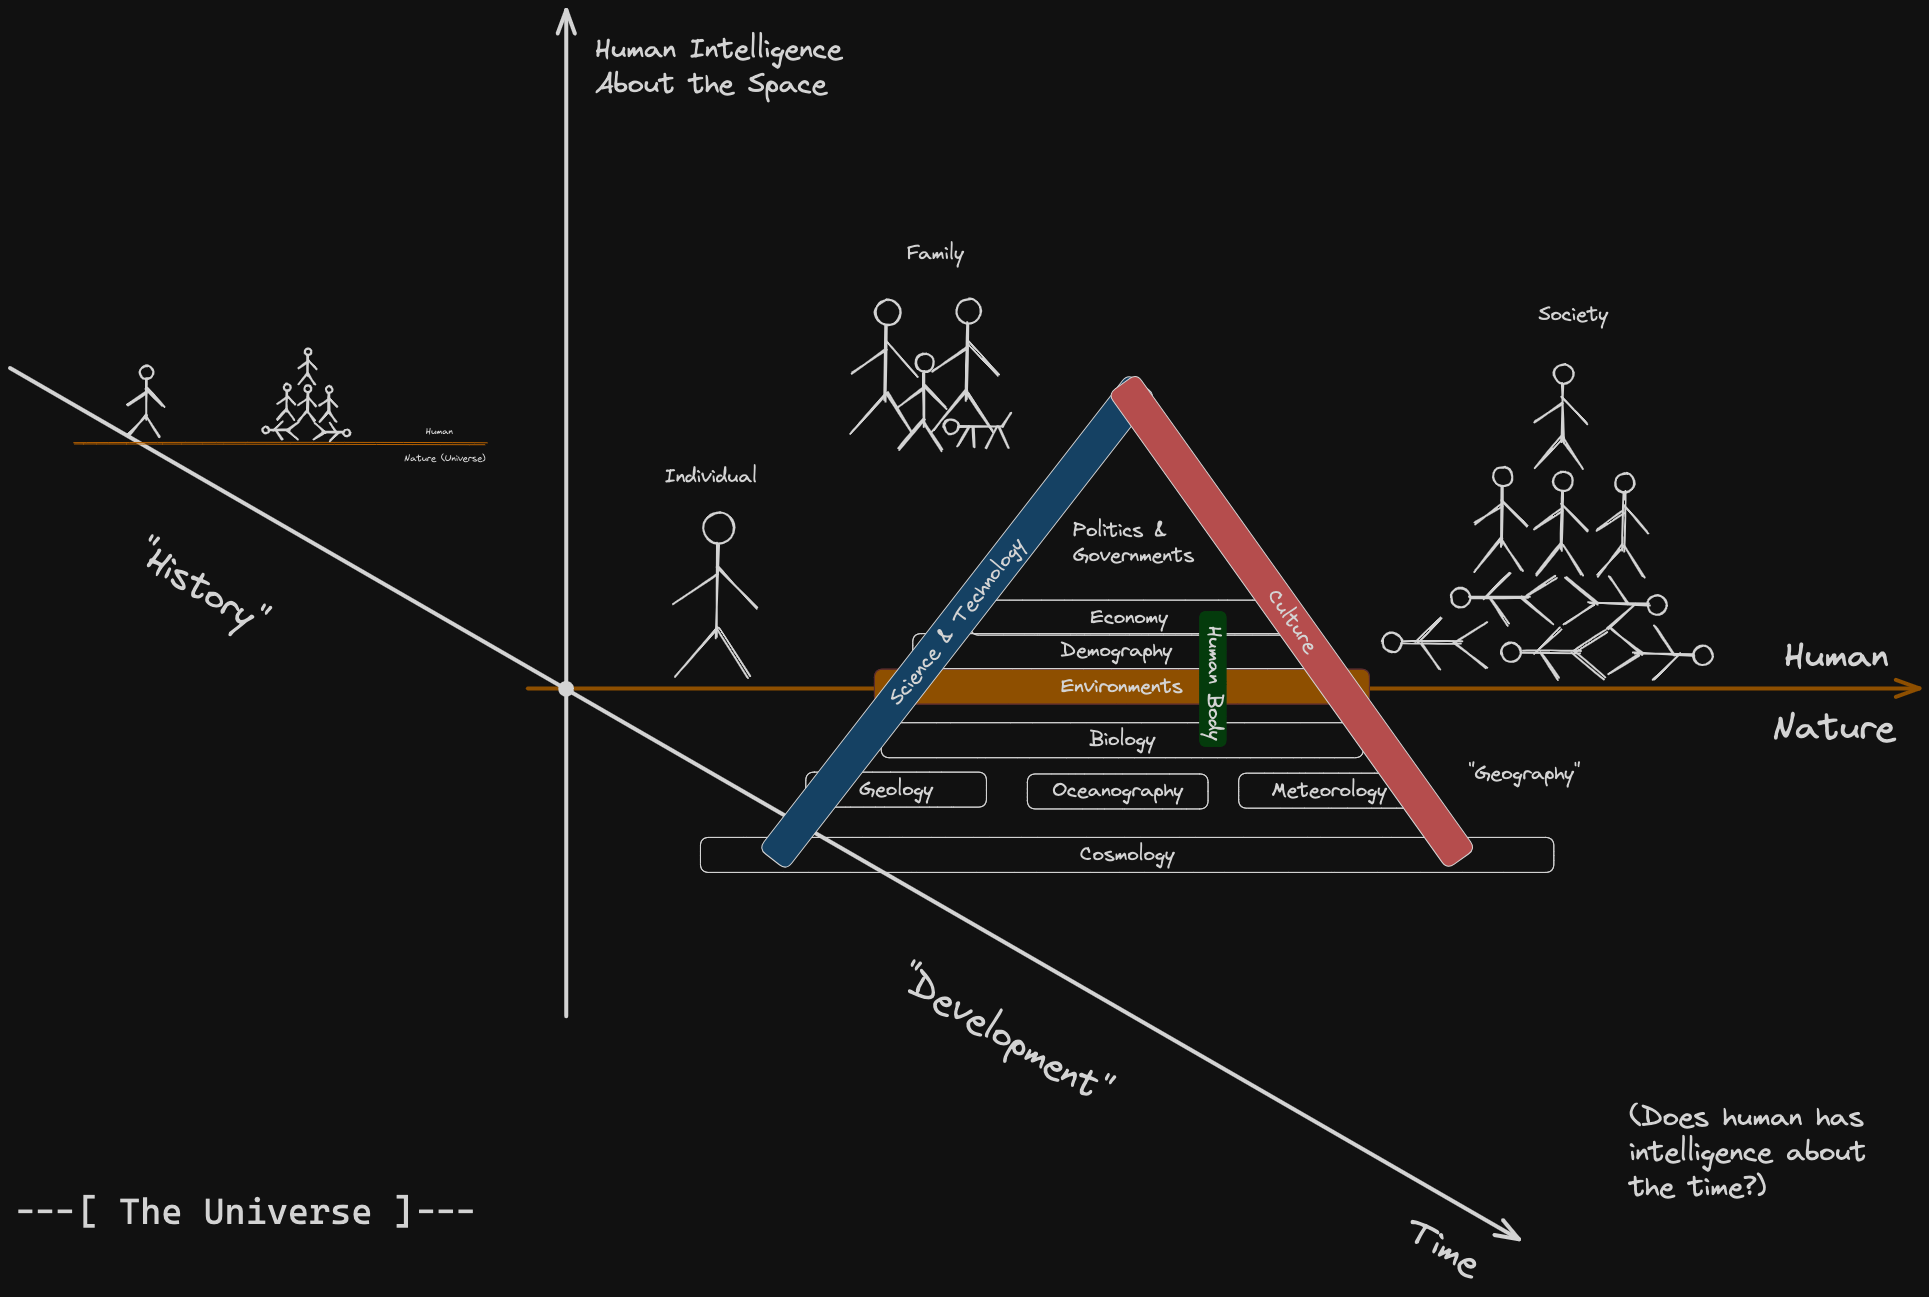 Human Intelligence
About the Space
Family
Society
Individual
Human
Nature (Universe)
"History"
Politics &
Governments
Science & Technology
Culture
Economy
Demography
Environments
Human Body
Human
Nature
Biology
"Geography"
Geology
Oceanography
Meteorology
Cosmology
"Development"
(Does human has
intelligence about
the time?)
Time
---[ The Universe ]---